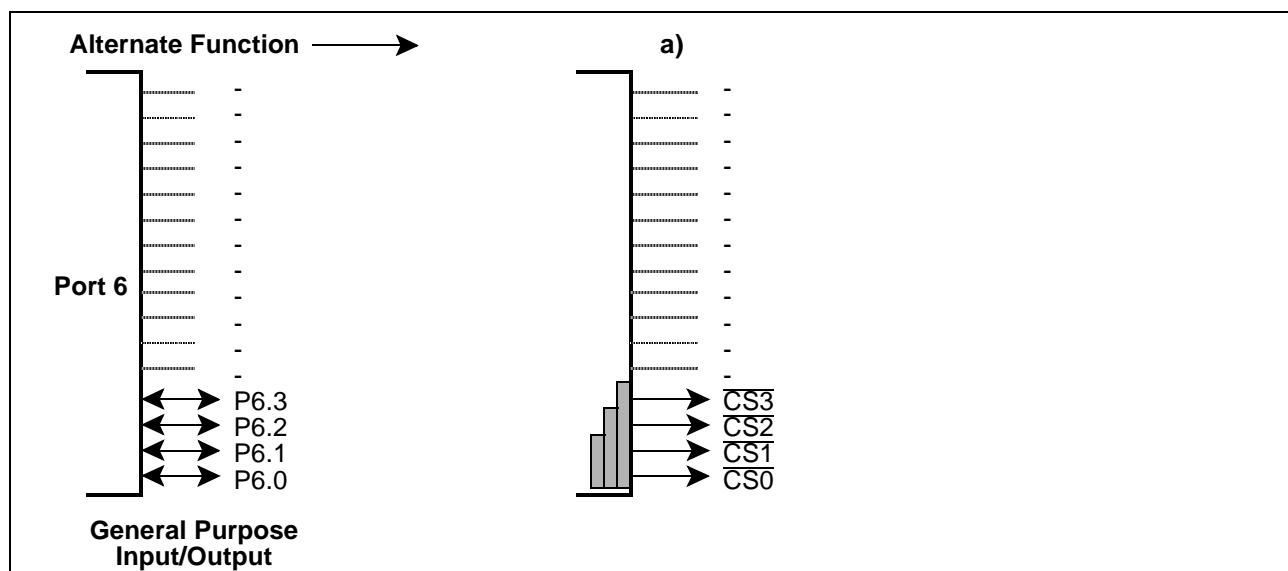 Alternate Function a)
- -
- -
- -
- -
- -
- -
- -
- -
Port 6
- -
- -
- -
- -
P6.3 CS3
P6.2 CS2
P6.1 CS1
P6.0 CS0
General Purpose
Input/Output